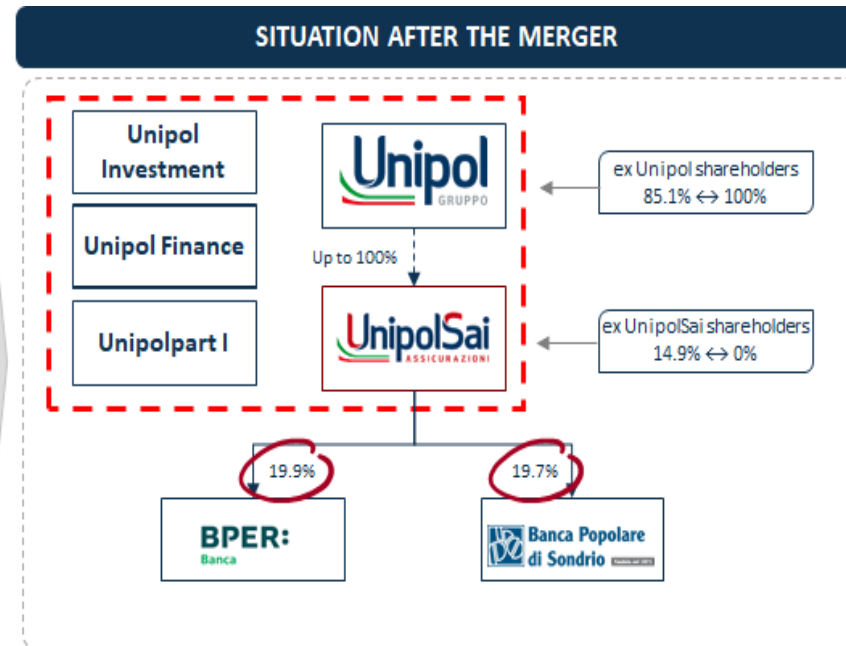 SITUATION AFTER THE MERGER
Unipol
Investment
Unipol Finance
Unipolpart I
Unipol
GRUPPO
Up to 100%
UnipolSai
ASSICURAZIONI
ex Unipol shareholders
85.1% ↔ 100%
ex UnipolSai shareholders
14.9% ↔ 0%
19.9%
19.7%
BPER:
Banca
Banca Popolare
di Sondrio